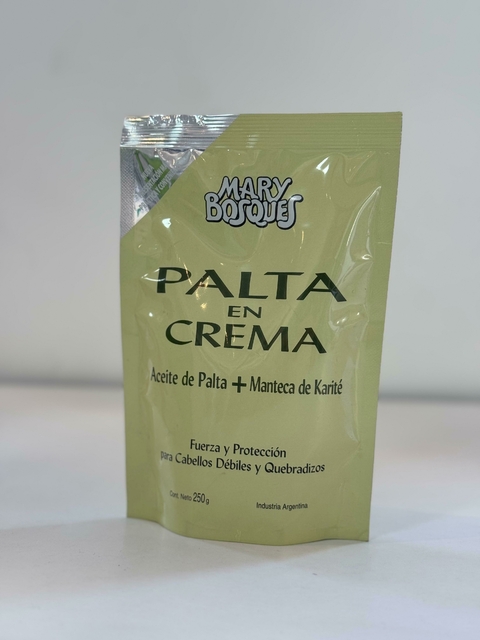 MARY
BOSQUES
PALTA
EN
CREMA
Aceite de Palta + Manteca de Karité
Fuerza y Protección
para Cabellos Débiles y Quebradizos
Cont. Neto 250g
Industria Argentina